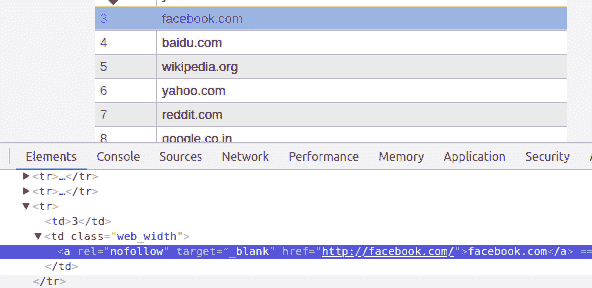 3 facebook.com
4 baidu.com
5 wikipedia.org
6 yahoo.com
7 reddit.com
8 google.co.in
Elements Console Sources Network Performance Memory Application Security
▶<tr>…</tr>
▶<tr>…</tr>
▼<tr>
<td>3</td>
▼<td class="web_width">
<a rel="nofollow" target="_blank" href="http://facebook.com/">facebook.com</a> ==
</td>
</tr>